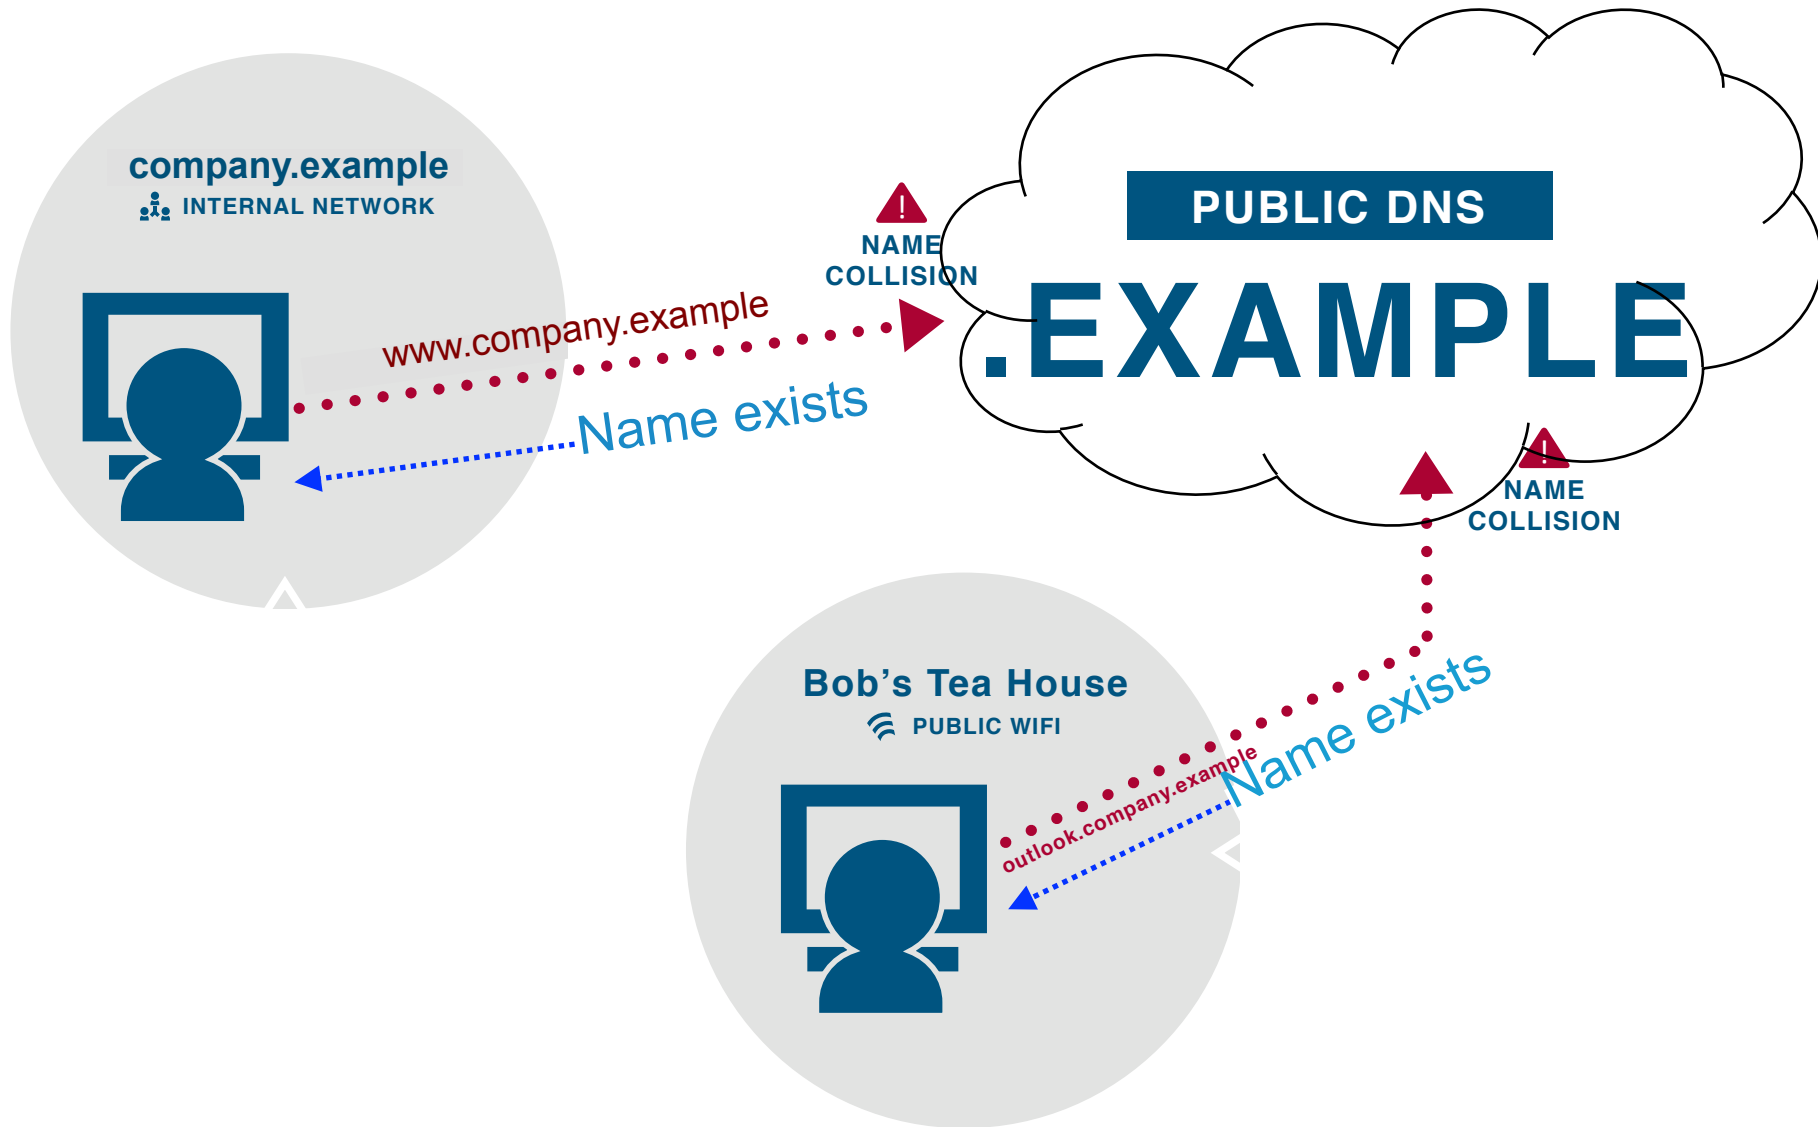 company.example
INTERNAL NETWORK
www.company.example
Name exists
NAME
COLLISION
PUBLIC DNS
.EXAMPLE
NAME
COLLISION
Bob’s Tea House
PUBLIC WIFI
outlook.company.example
Name exists